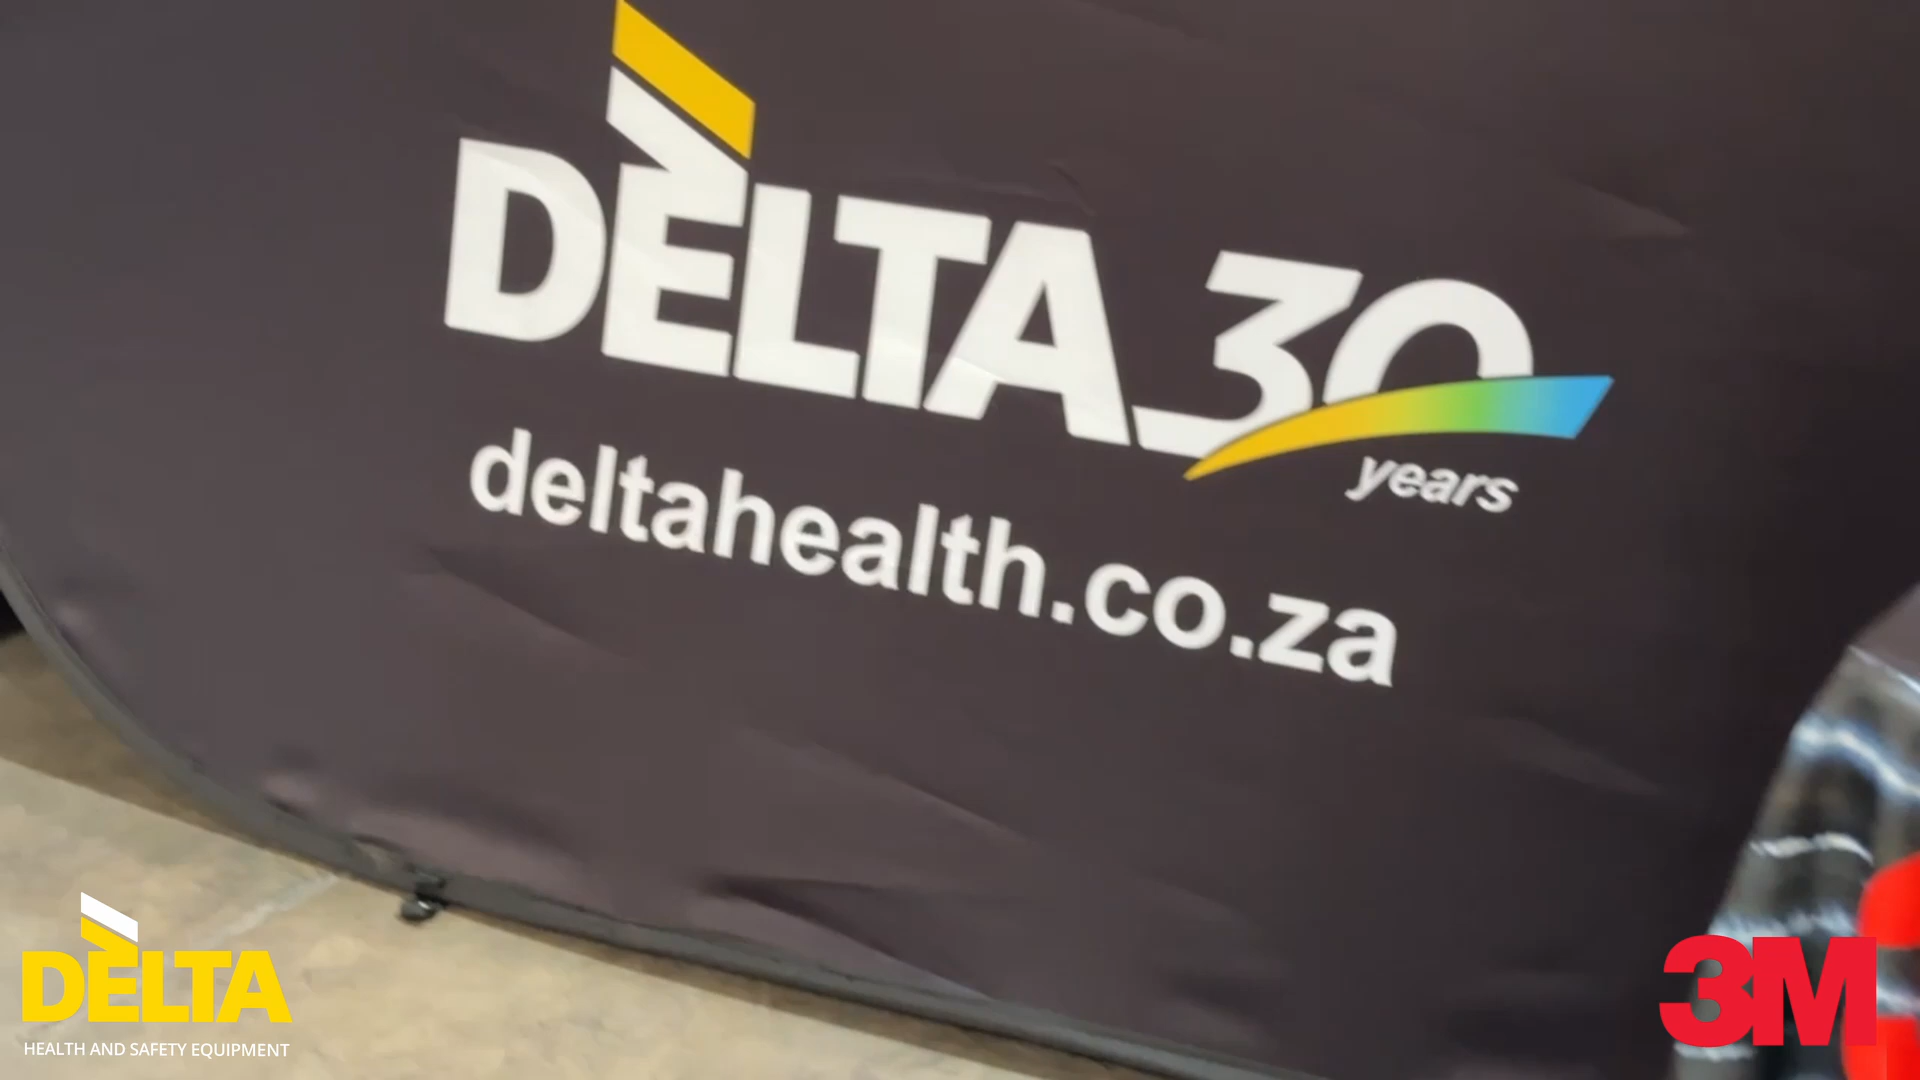 DELTA 30
years
deltahealth.co.za
DELTA
HEALTH AND SAFETY EQUIPMENT
3M